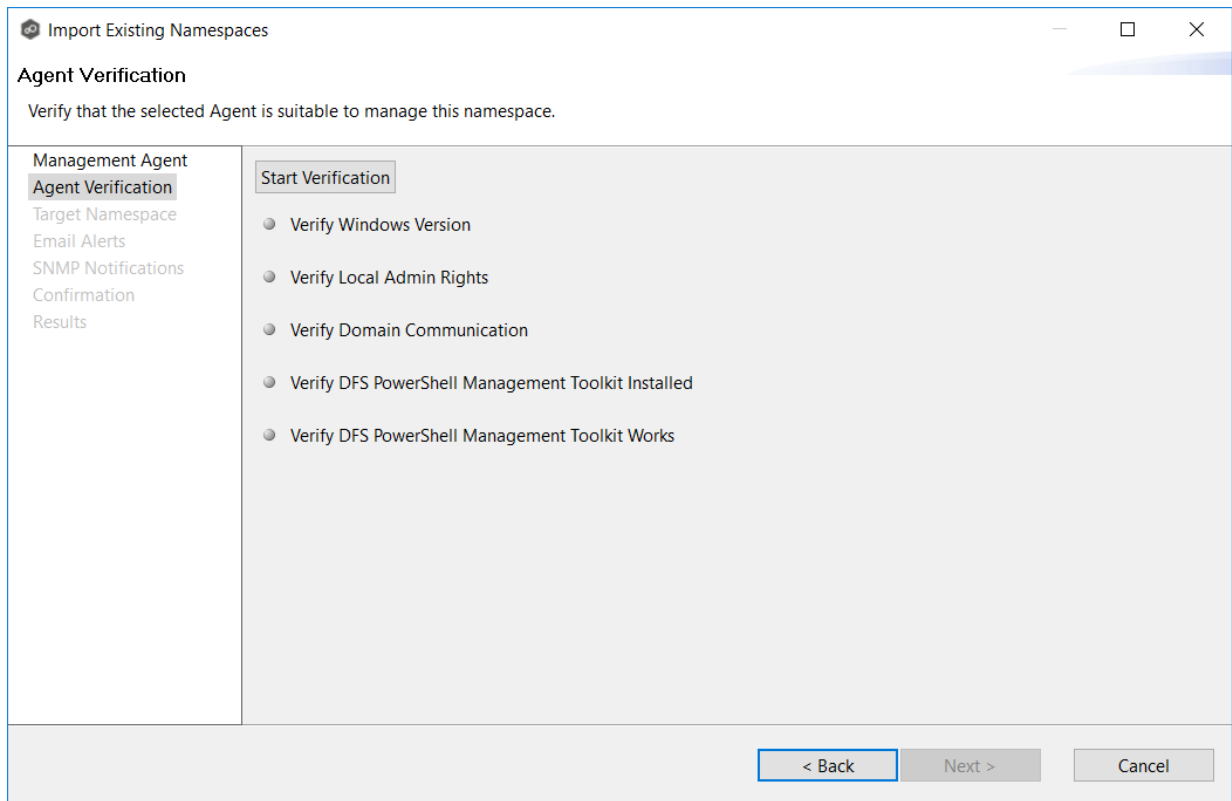 Import Existing Namespaces
Agent Verification
Verify that the selected Agent is suitable to manage this namespace.
Management Agent
Agent Verification
Target Namespace
Email Alerts
SNMP Notifications
Confirmation
Results
Start Verification
Verify Windows Version
Verify Local Admin Rights
Verify Domain Communication
Verify DFS PowerShell Management Toolkit Installed
Verify DFS PowerShell Management Toolkit Works
< Back
Next >
Cancel